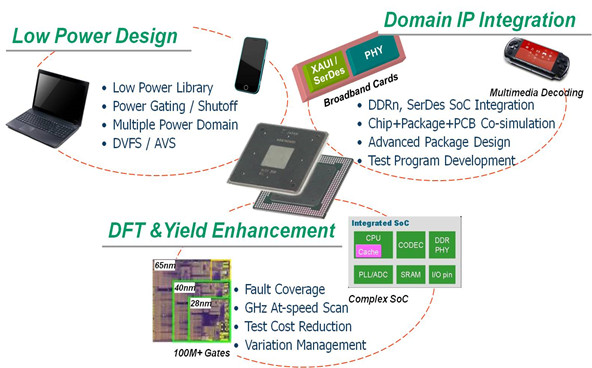 Low Power Design
• Low Power Library
• Power Gating / Shutoff
• Multiple Power Domain
• DVFS / AVS
Domain IP Integration
XAUI /
SerDes
PHY
Broadband Cards
Multimedia Decoding
• DDRn, SerDes SoC Integration
• Chip+Package+PCB Co-simulation
• Advanced Package Design
• Test Program Development
DFT &Yield Enhancement
65nm
40nm
28nm
100M+ Gates
• Fault Coverage
• GHz At-speed Scan
• Test Cost Reduction
• Variation Management
Integrated SoC
CPU
Cache
CODEC
DDR
PHY
PLL/ADC
SRAM
I/O pin
Complex SoC